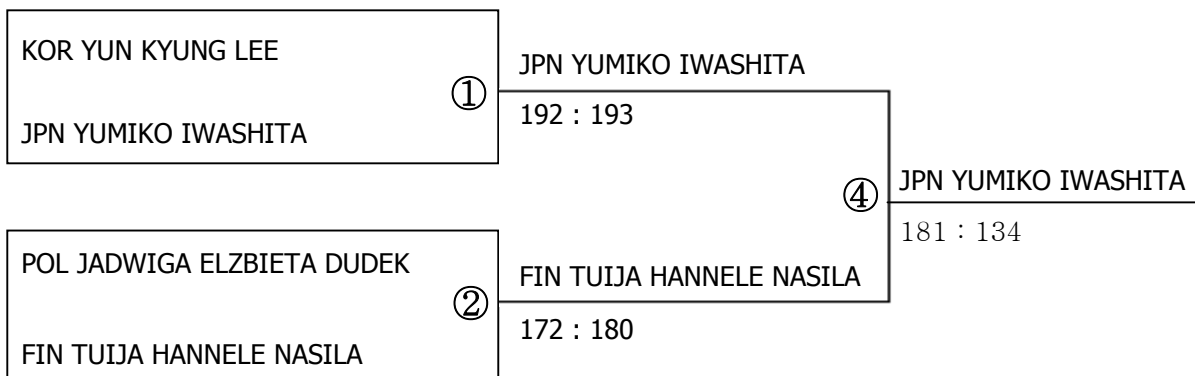 KOR YUN KYUNG LEE
JPN YUMIKO IWASHITA
①
192 : 193
JPN YUMIKO IWASHITA
④
JPN YUMIKO IWASHITA
181 : 134
POL JADWIGA ELZBIETA DUDEK
FIN TUIJA HANNELE NASILA
②
172 : 180
FIN TUIJA HANNELE NASILA